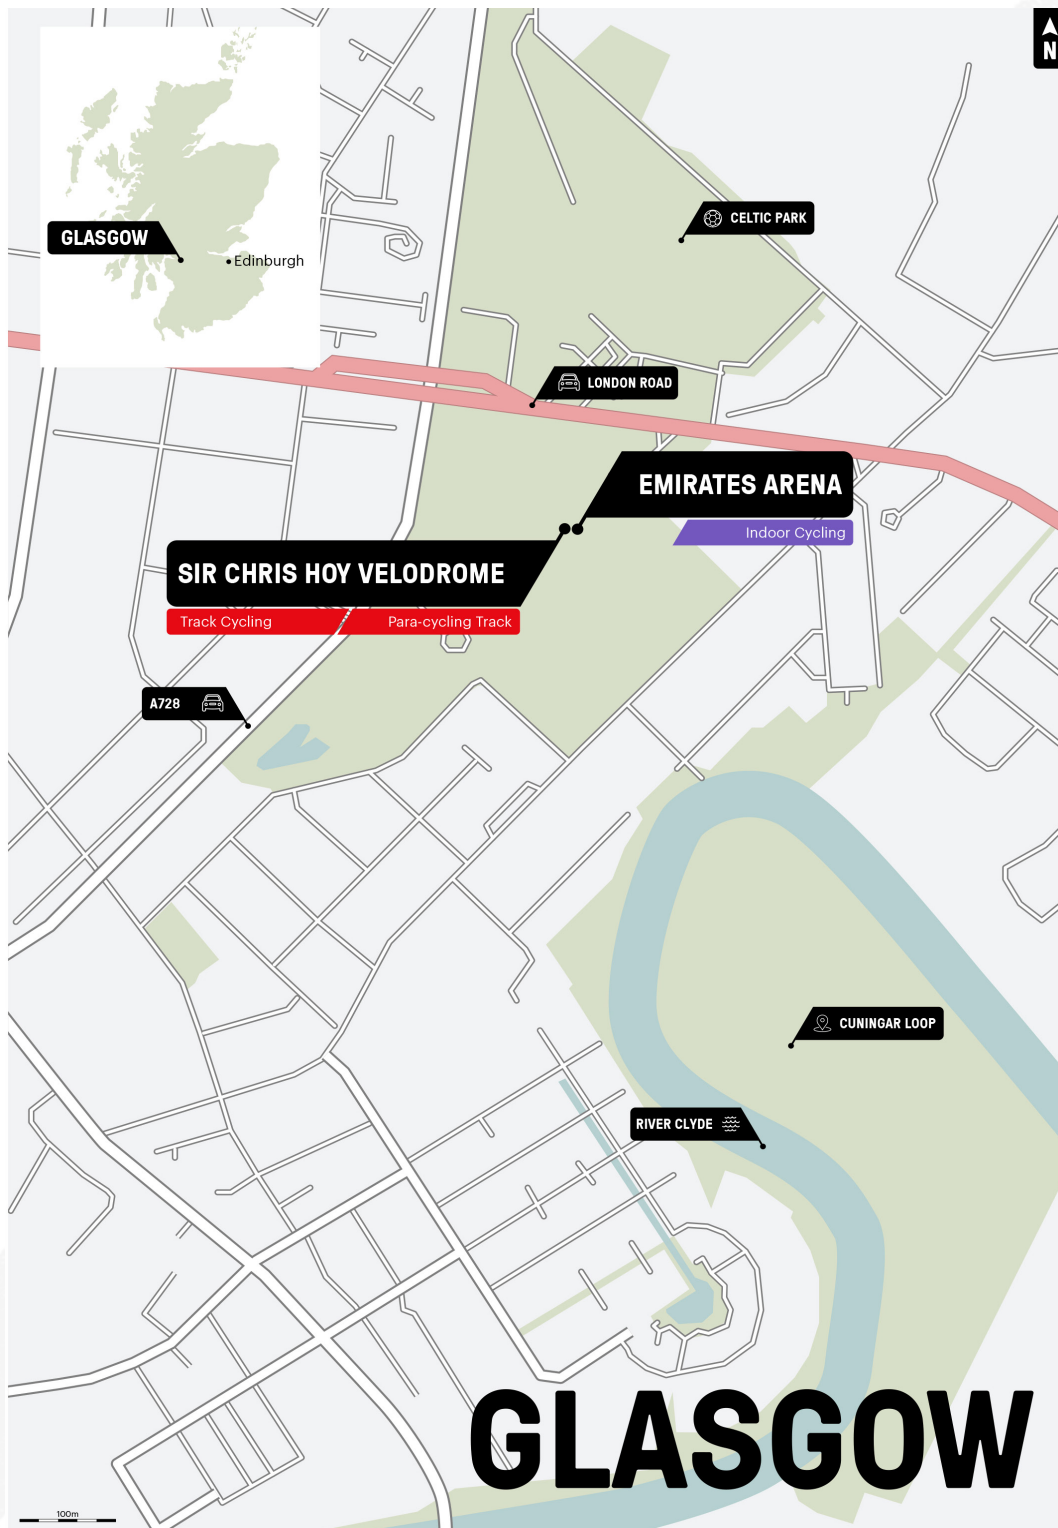 N
GLASGOW
Edinburgh
CELTIC PARK
LONDON ROAD
EMIRATES ARENA
Indoor Cycling
SIR CHRIS HOY VELODROME
Track Cycling
Para-cycling Track
A728
CUNINGAR LOOP
RIVER CLYDE
GLASGOW
100m